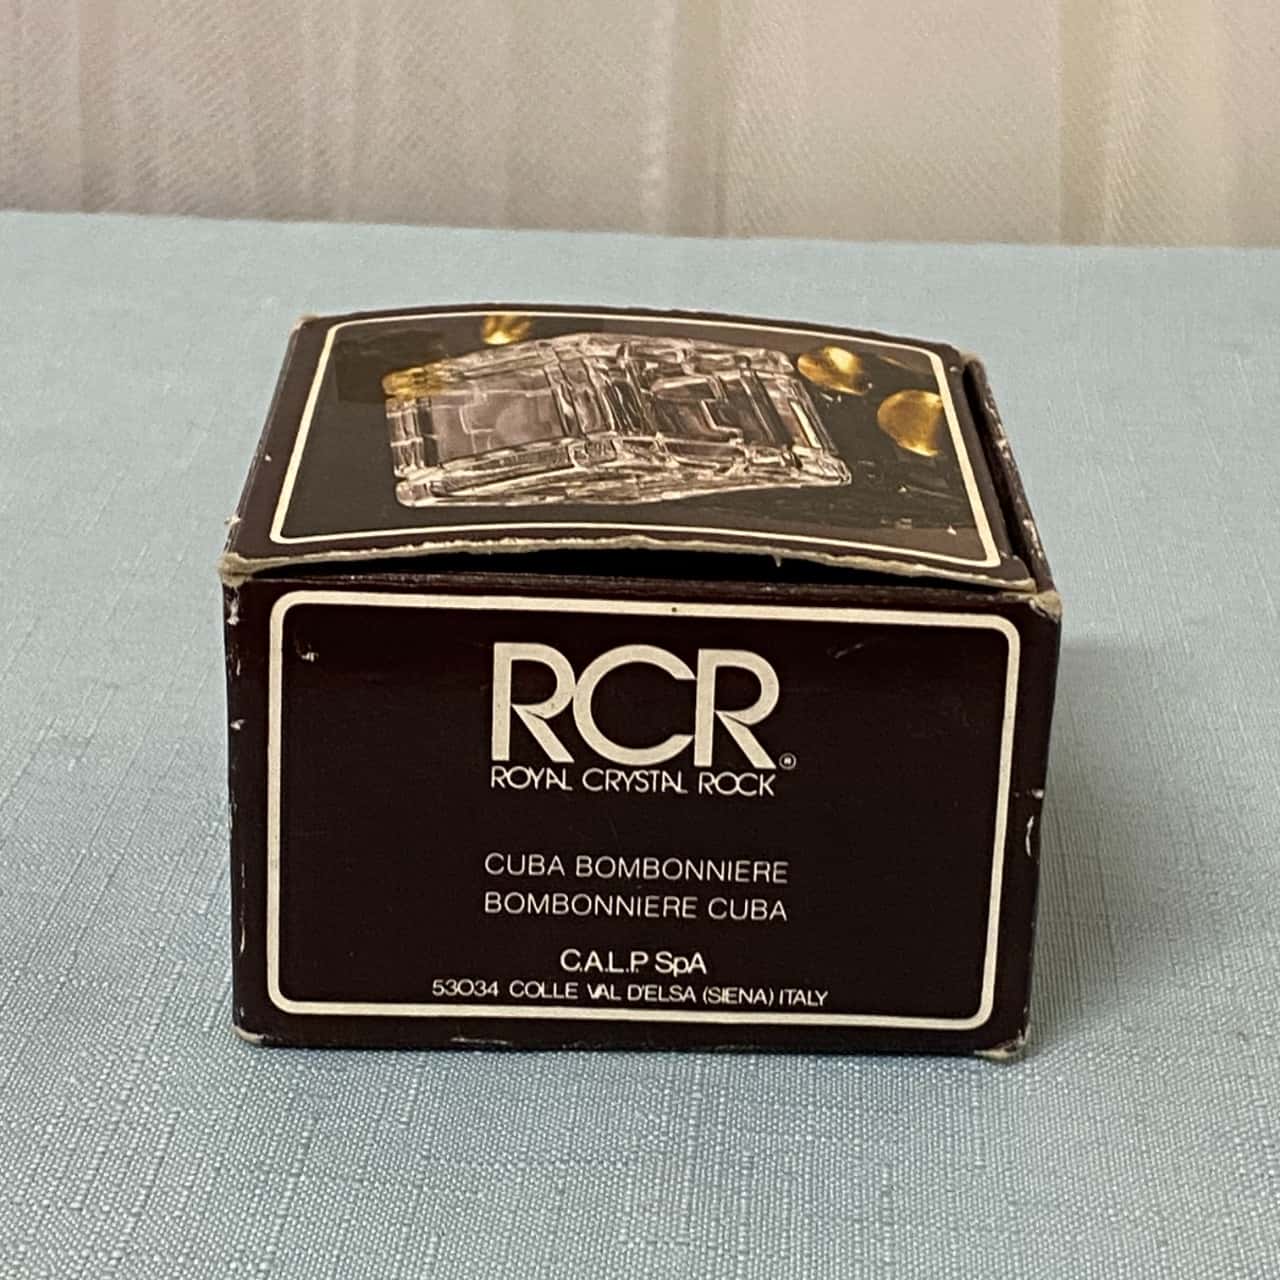 RCR®
ROYAL CRYSTAL ROCK
CUBA BOMBONNIERE
BOMBONNIERE CUBA
C.A.L.P. SpA
53034 COLLE VAL D'ELSA (SIENA) ITALY